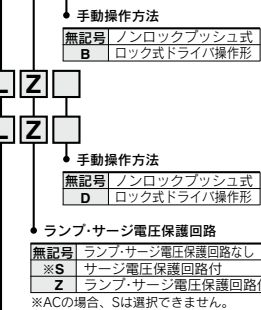 手動操作方法
無記号 ノンロックプッシュ式
B ロック式ドライバ操作形
L Z
L Z
手動操作方法
無記号 ノンロックプッシュ式
D ロック式ドライバ操作形
ランプ・サージ電圧保護回路
無記号 ランプ・サージ電圧保護回路なし
※S サージ電圧保護回路付
Z ランプ・サージ電圧保護回路
※ACの場合、Sは選択できません。